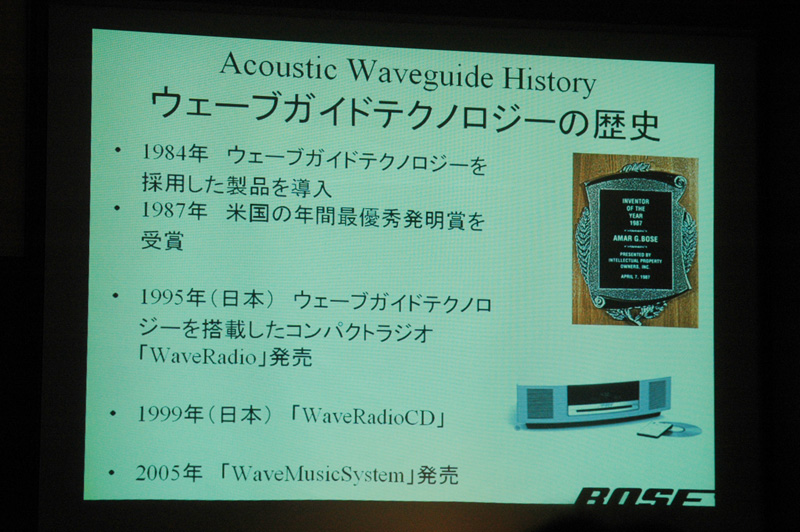 Acoustic Waveguide History
ウェーブガイドテクノロジーの歴史
• 1984年 ウェーブガイドテクノロジーを
採用した製品を導入
• 1987年 米国の年間最優秀発明賞を
受賞
• 1995年(日本) ウェーブガイドテクノロ
ジーを搭載したコンパクトラジオ
「WaveRadio」発売
• 1999年(日本) 「WaveRadioCD」
• 2005年 「WaveMusicSystem」発売
INVENTOR
OF THE
YEAR
1987
AMAR G.BOSE
PRESENTED BY
INTELLECTUAL PROPERTY
OWNERS, INC.
APRIL 7, 1987
BOSE